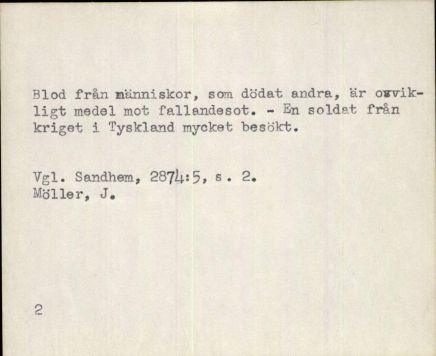 Blod från människor, som dödat andra, är osvik-
ligt medel mot fallandesot. - En soldat från
kriget i Tyskland mycket besökt.
Vgl. Sandhem, 2874:5, s. 2.
Möller, J.
2